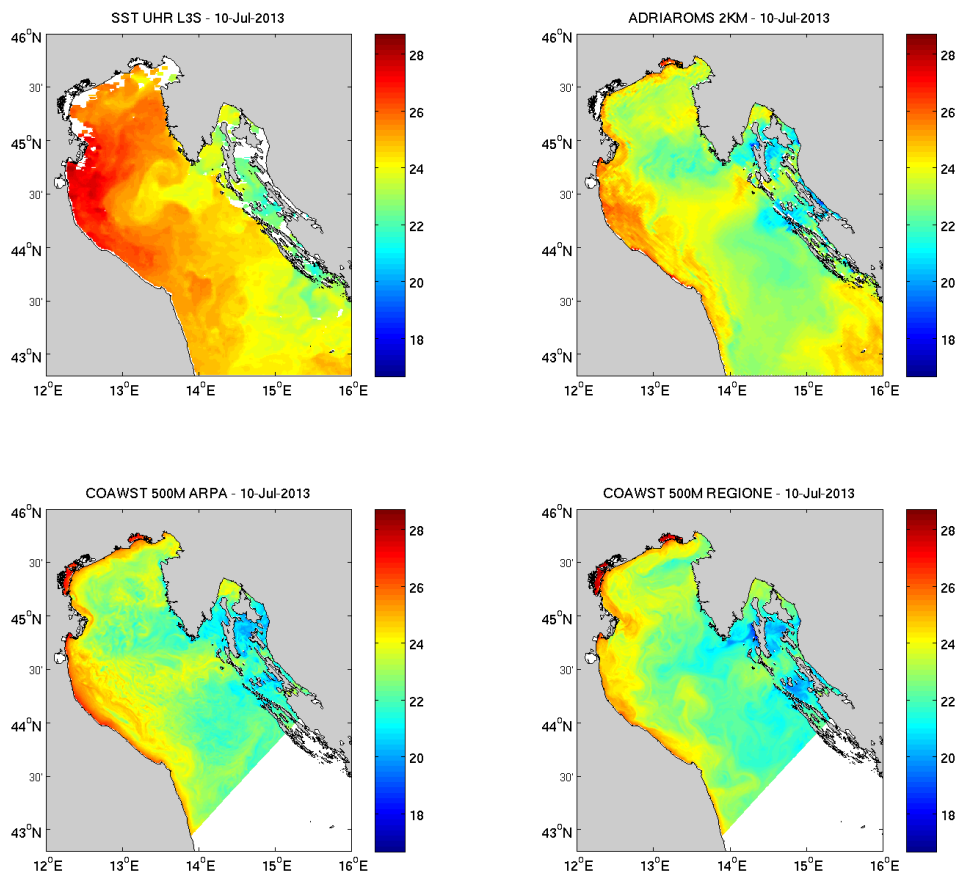 SST UHR L3S - 10-Jul-2013
46°N
30'
45°N
30'
44°N
30'
43°N
12°E 13°E 14°E 15°E 16°E
28
26
24
22
20
18
ADRIAROMS 2KM - 10-Jul-2013
46°N
30'
45°N
30'
44°N
30'
43°N
12°E 13°E 14°E 15°E 16°E
28
26
24
22
20
18
COAWST 500M ARPA - 10-Jul-2013
46°N
30'
45°N
30'
44°N
30'
43°N
12°E 13°E 14°E 15°E 16°E
28
26
24
22
20
18
COAWST 500M REGIONE - 10-Jul-2013
46°N
30'
45°N
30'
44°N
30'
43°N
12°E 13°E 14°E 15°E 16°E
28
26
24
22
20
18